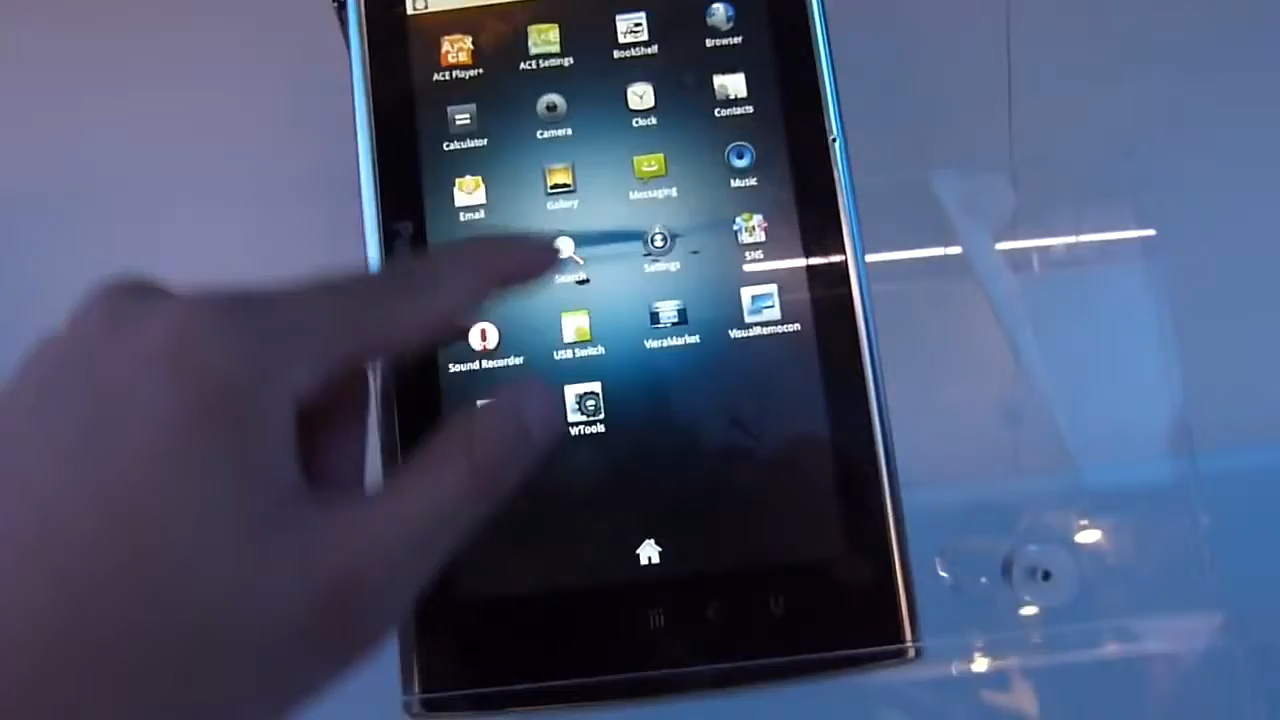 ACE Player+
ACE Settings
BookShelf
Browser
Calculator
Camera
Clock
Contacts
Email
Gallery
Messaging
Music
Search
Settings
SNS
Sound Recorder
USB Switch
VieraMarket
VisualRemocon
VrTools